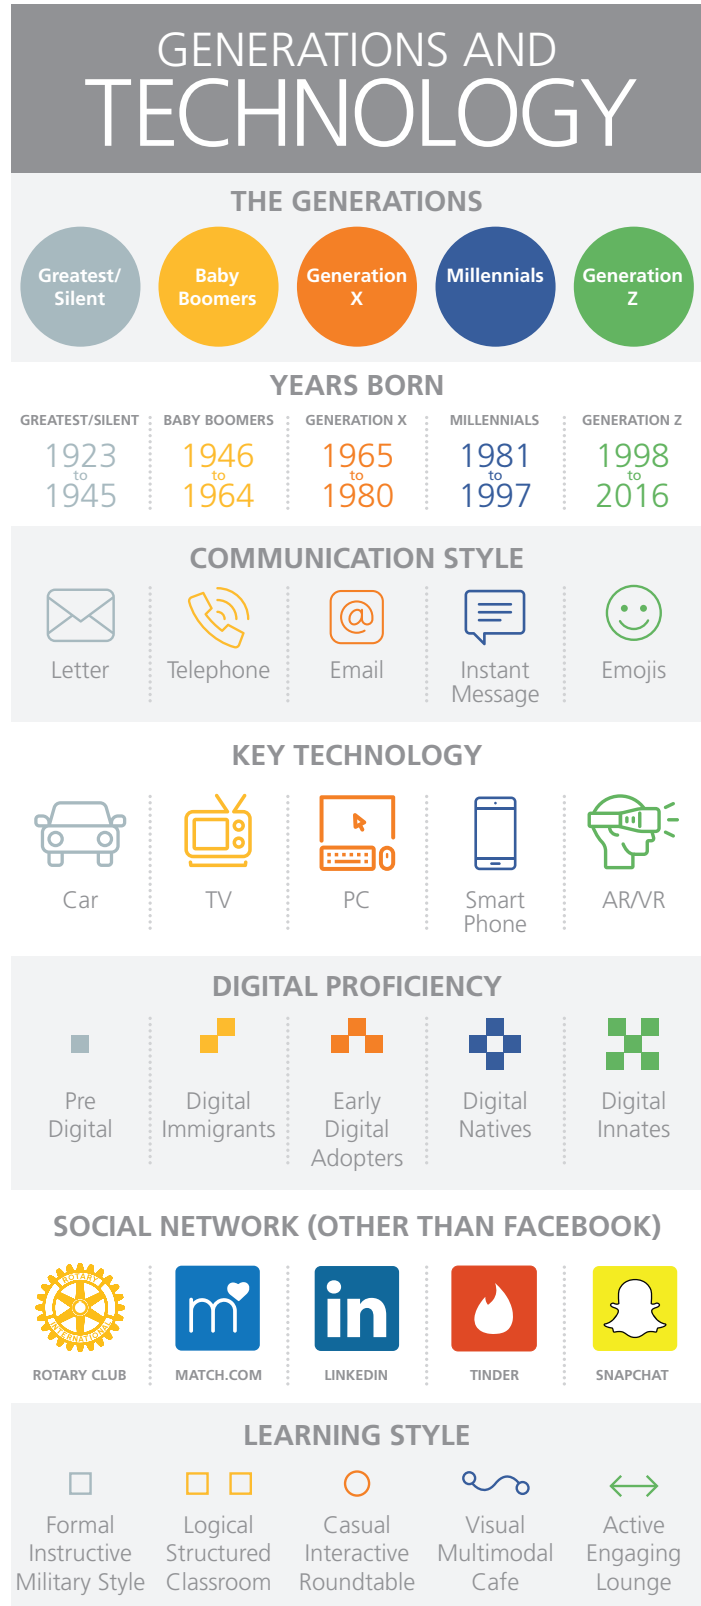 GENERATIONS AND
TECHNOLOGY
THE GENERATIONS
Greatest/
Silent
Baby
Boomers
Generation
X
Millennials
Generation
Z
YEARS BORN
GREATEST/SILENT
1923
to
1945
BABY BOOMERS
1946
to
1964
GENERATION X
1965
to
1980
MILLENNIALS
1981
to
1997
GENERATION Z
1998
to
2016
COMMUNICATION STYLE
Letter
Telephone
@
Email
Instant
Message
Emojis
KEY TECHNOLOGY
Car
TV
PC
Smart
Phone
AR/VR
DIGITAL PROFICIENCY
Pre
Digital
Digital
Immigrants
Early
Digital
Adopters
Digital
Natives
Digital
Innates
SOCIAL NETWORK (OTHER THAN FACEBOOK)
ROTARY
INTERNATIONAL
ROTARY CLUB
m
MATCH.COM
in
LINKEDIN
TINDER
SNAPCHAT
LEARNING STYLE
Formal
Instructive
Military Style
Logical
Structured
Classroom
Casual
Interactive
Roundtable
Visual
Multimodal
Cafe
Active
Engaging
Lounge